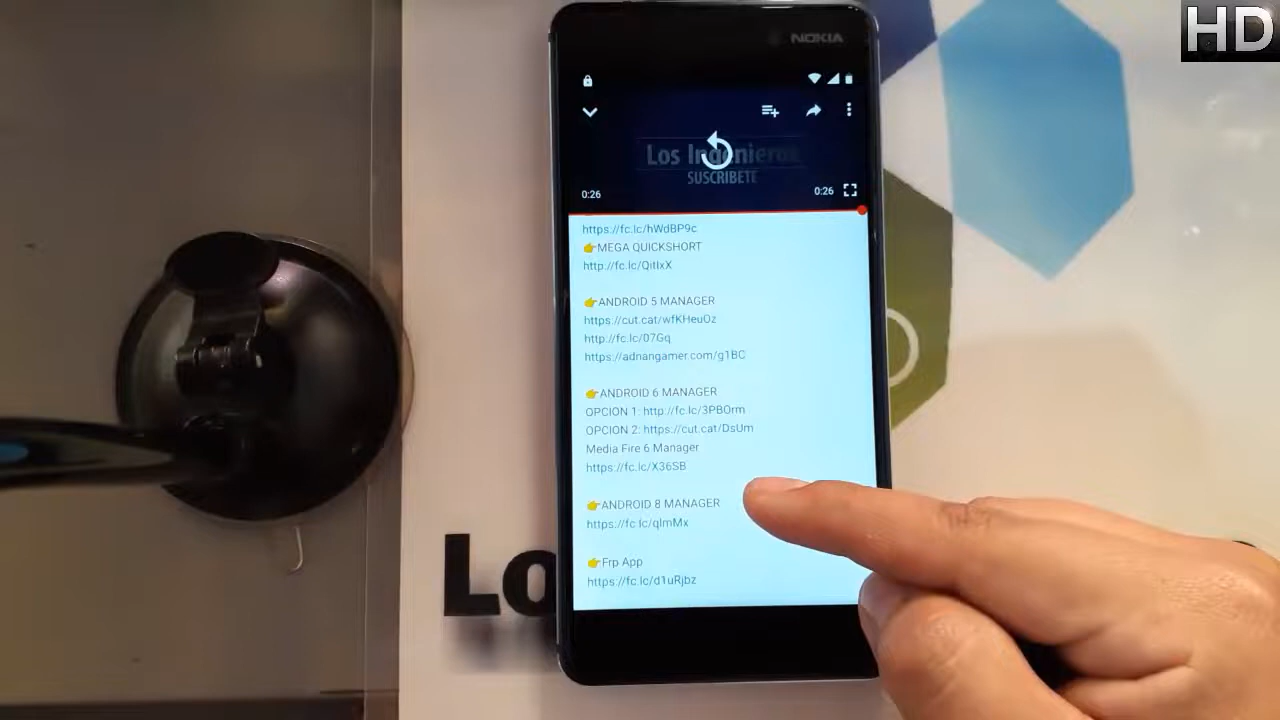 HD
NOKIA
Los Ingenieros
SUSCRIBETE
0:26
0:26
https://fc.lc/hWdBP9c
👉MEGA QUICKSHORT
http://fc.lc/QitIxX
👉ANDROID 5 MANAGER
https://cut.cat/wfKHeuOz
http://fc.lc/07Gq
https://adnangamer.com/g1BC
👉ANDROID 6 MANAGER
OPCION 1: http://fc.lc/3PBOrm
OPCION 2: https://cut.cat/DsUm
Media Fire 6 Manager
https://fc.lc/X36SB
👉ANDROID 8 MANAGER
https://fc.lc/qlmMx
👉Frp App
https://fc.lc/d1uRjbz
Lo